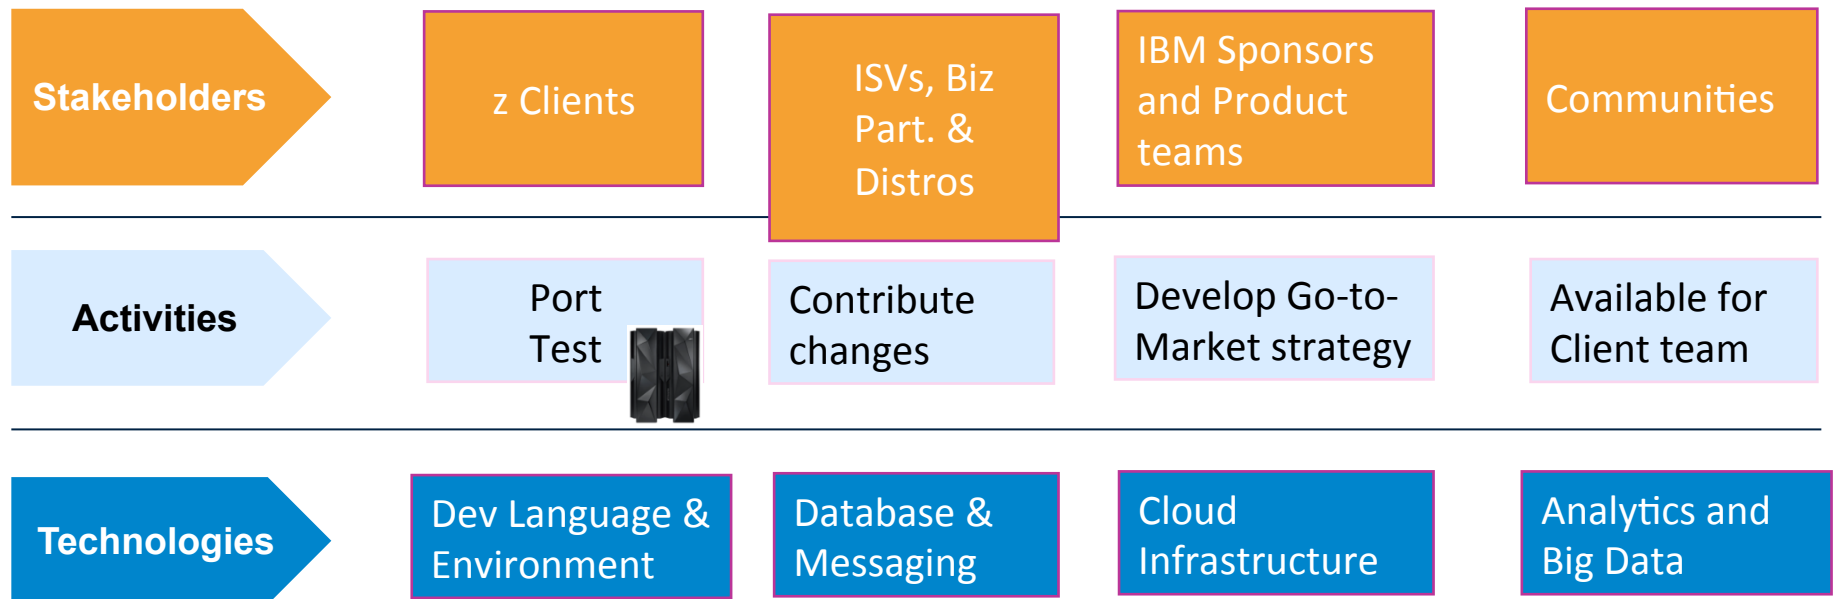 Stakeholders
z Clients
ISVs, Biz
Part. &
Distros
IBM Sponsors
and Product
teams
Communities
Activities
Port
Test
Contribute
changes
Develop Go-to-
Market strategy
Available for
Client team
Technologies
Dev Language &
Environment
Database &
Messaging
Cloud
Infrastructure
Analytics and
Big Data